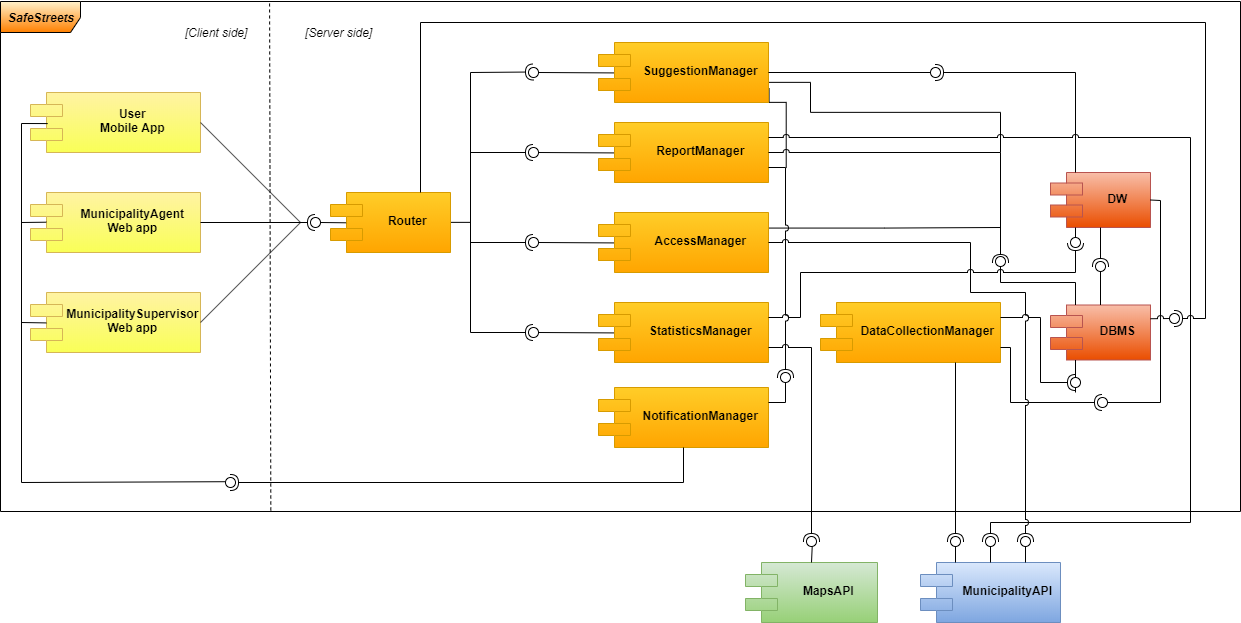 SafeStreets
[Client side]
[Server side]
User
Mobile App
MunicipalityAgent
Web app
MunicipalitySupervisor
Web app
Router
SuggestionManager
ReportManager
AccessManager
StatisticsManager
NotificationManager
DataCollectionManager
DW
DBMS
MapsAPI
MunicipalityAPI